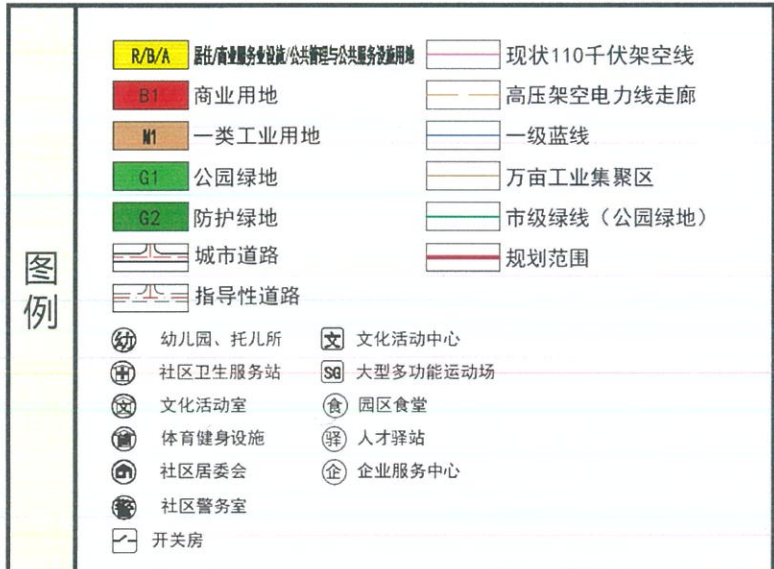 图例
R/B/A 居住/商业服务业设施/公共管理与公共服务设施用地
B1 商业用地
M1 一类工业用地
G1 公园绿地
G2 防护绿地
城市道路
指导性道路
现状110千伏架空线
高压架空电力线走廊
一级蓝线
万亩工业集聚区
市级绿线（公园绿地）
规划范围
幼 幼儿园、托儿所
社区卫生服务站
文 文化活动室
体育健身设施
社区居委会
警 社区警务室
开关房
文 文化活动中心
SG 大型多功能运动场
食 园区食堂
驿 人才驿站
企 企业服务中心